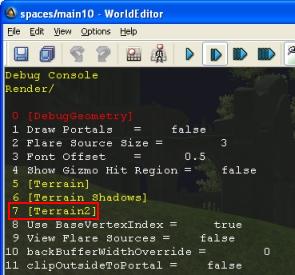 spaces/main10 - WorldEditor
File Edit View Options Help
Debug Console
Render/
0 [DebugGeometry]
1 Draw Portals = false
2 Flare Source Size = 3
3 Font Offset = 0.5
4 Show Gizmo Hit Region = false
5 [Terrain]
6 [Terrain Shadows]
7 [Terrain2]
8 Use BaseVertexIndex = true
9 View Flare Sources = false
10 backBufferWidthOverride = 0
11 clipOutsideToPortal = false